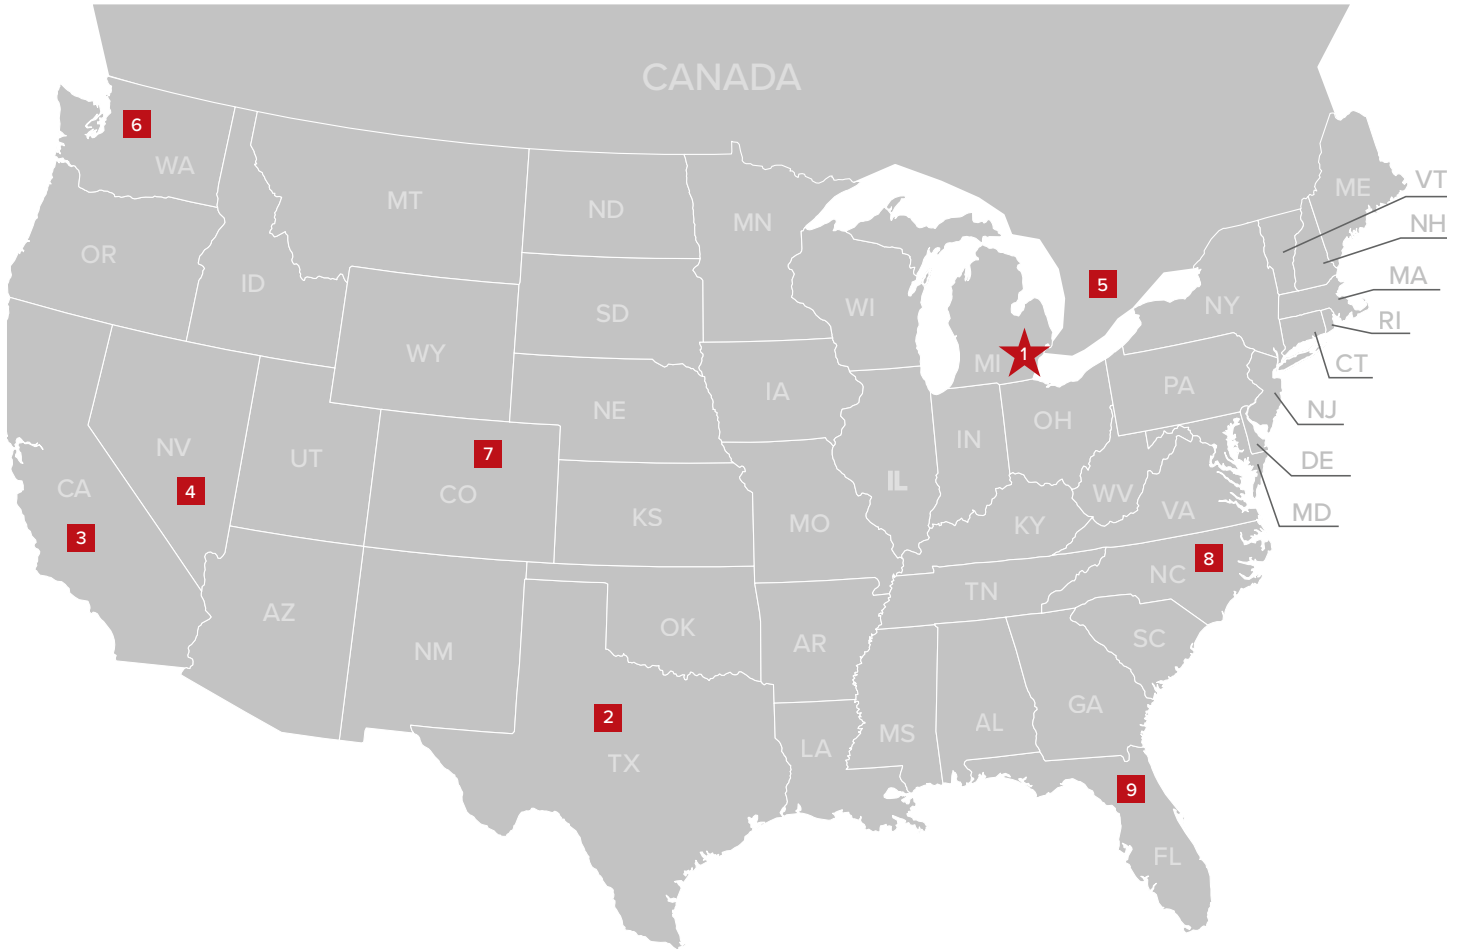 CANADA
6
WA
VT
ME
MT
ND
MN
NH
OR
ID
5
MA
WI
NY
SD
RI
WY
1
MI
CT
PA
NE
IA
NJ
OH
IN
NV
7
UT
DE
IL
CA
4
CO
WV
VA
MD
KS
MO
KY
3
8
NC
AZ
TN
OK
SC
AR
NM
GA
2
AL
MS
LA
TX
9
FL